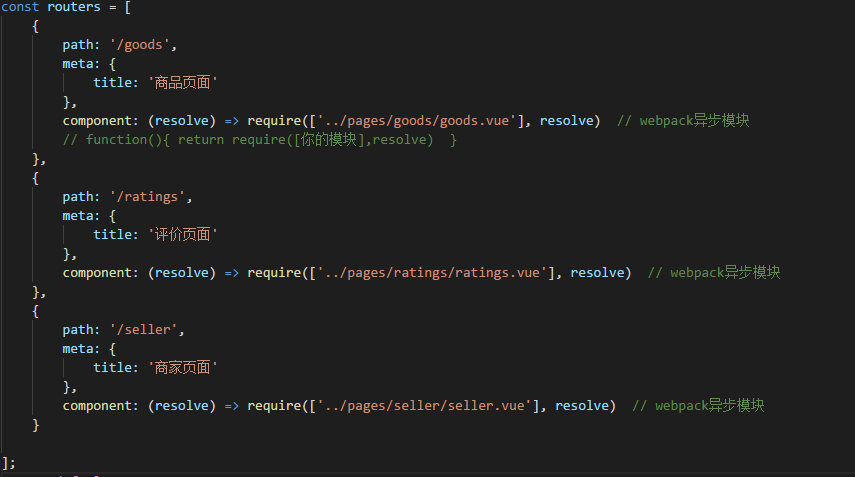 const routers = [
    {
        path: '/goods',
        meta: {
            title: '商品页面'
        },
        component: (resolve) => require(['../pages/goods/goods.vue'], resolve)  // webpack异步模块
        // function(){ return require([你的模块],resolve)  }
    },
    {
        path: '/ratings',
        meta: {
            title: '评价页面'
        },
        component: (resolve) => require(['../pages/ratings/ratings.vue'], resolve)  // webpack异步模块
    },
    {
        path: '/seller',
        meta: {
            title: '商家页面'
        },
        component: (resolve) => require(['../pages/seller/seller.vue'], resolve)  // webpack异步模块
    }
];